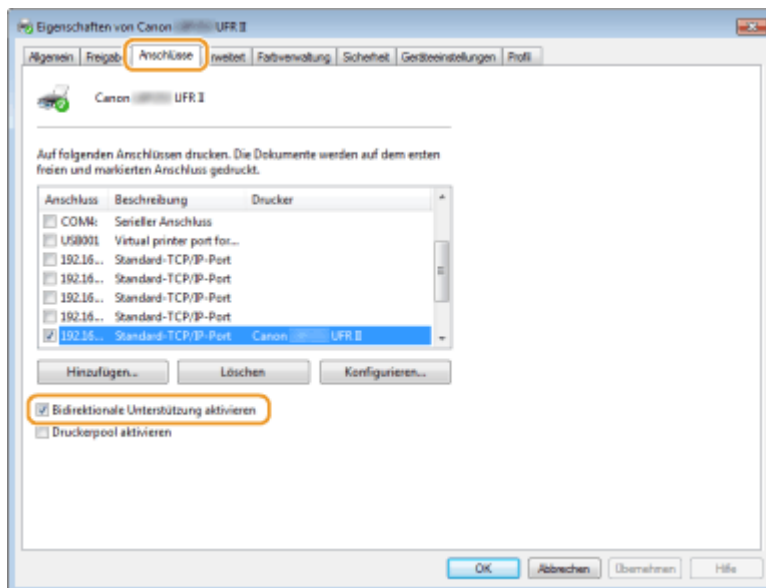 Eigenschaften von Canon UFR II
Allgemein Freigabe Anschlüsse rweitert Farbverwaltung Sicherheit Geräteeinstellungen Profil
Canon UFR II
Auf folgenden Anschlüssen drucken. Die Dokumente werden auf dem ersten
freien und markierten Anschluss gedruckt.
Anschluss Beschreibung Drucker
COM4: Serieller Anschluss
USB001 Virtual printer port for...
192.16... Standard-TCP/IP-Port
192.16... Standard-TCP/IP-Port
192.16... Standard-TCP/IP-Port
192.16... Standard-TCP/IP-Port
192.16... Standard-TCP/IP-Port Canon UFR II
Hinzufügen... Löschen Konfigurieren...
Bidirektionale Unterstützung aktivieren
Druckerpool aktivieren
OK Abbrechen Übernehmen Hilfe